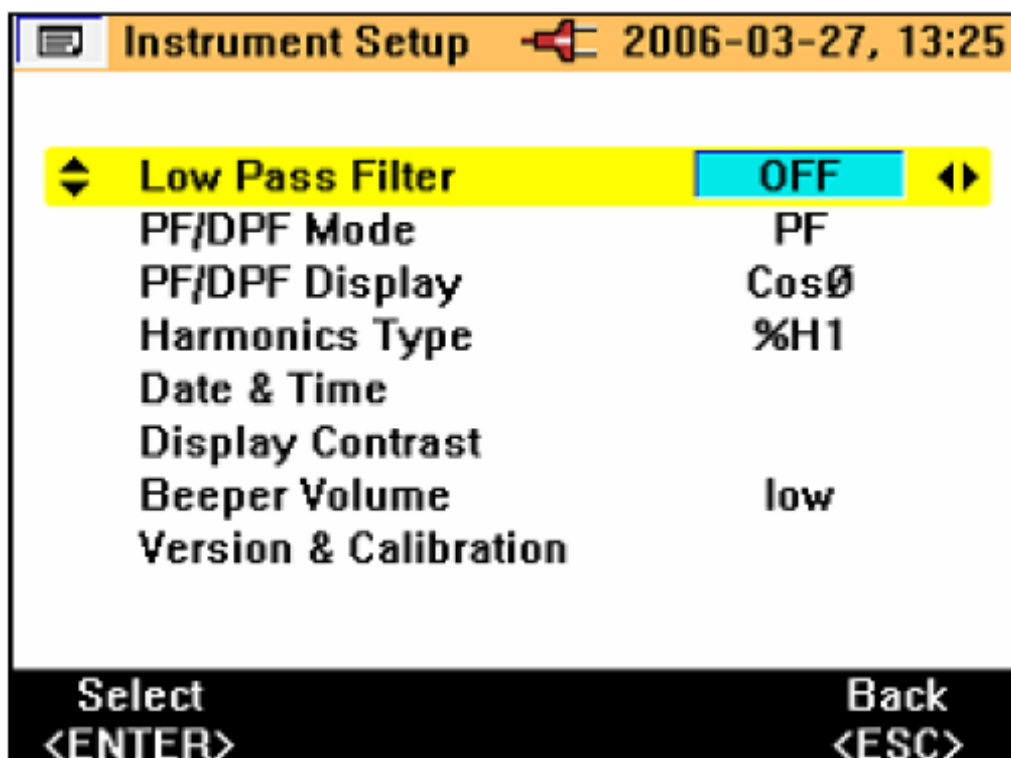 Instrument Setup 2006-03-27, 13:25
Low Pass Filter OFF
PF/DPF Mode PF
PF/DPF Display CosØ
Harmonics Type %H1
Date & Time
Display Contrast
Beeper Volume low
Version & Calibration
Select Back
<ENTER> <ESC>